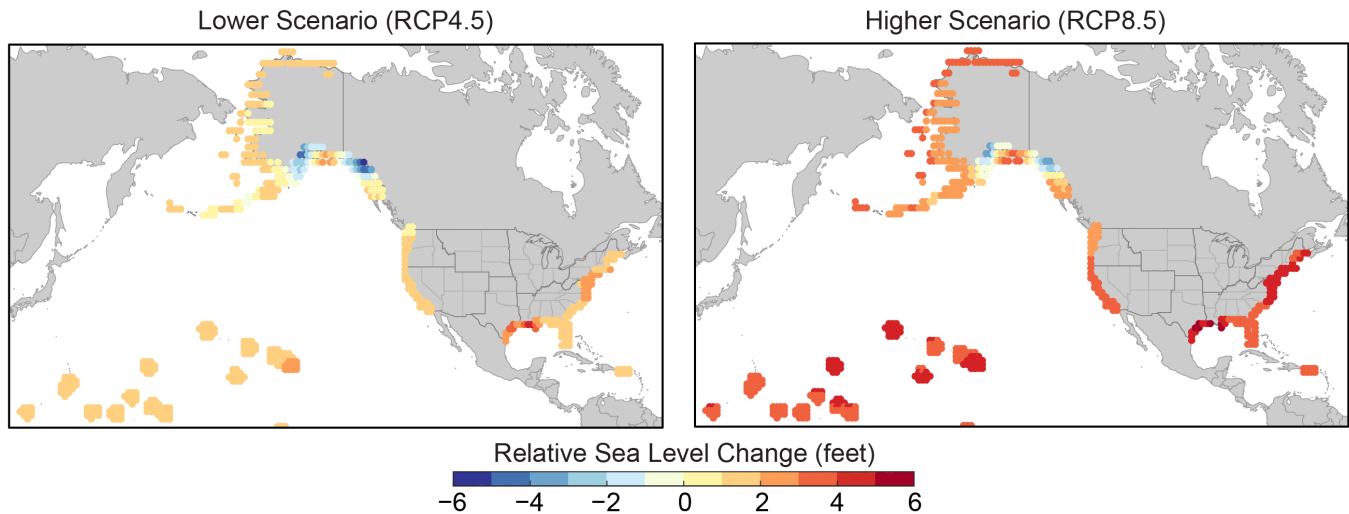 Lower Scenario (RCP4.5)
Higher Scenario (RCP8.5)
Relative Sea Level Change (feet)
−6 −4 −2 0 2 4 6